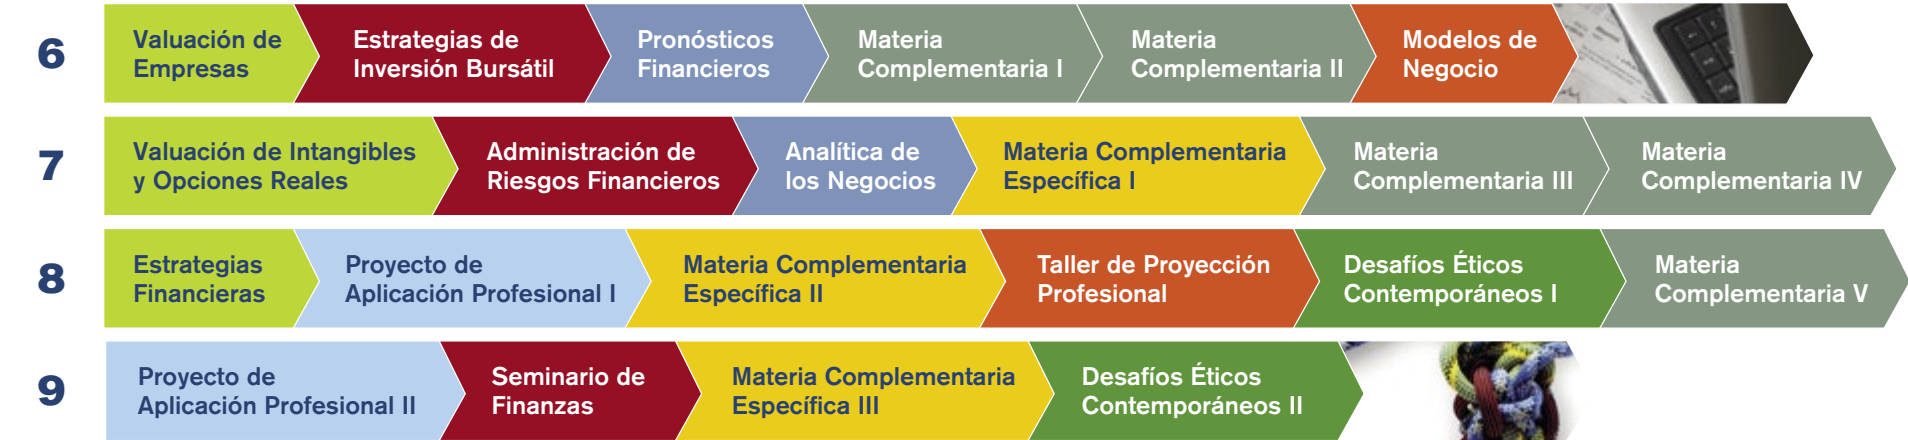 6
Valuación de
Empresas
Estrategias de
Inversión Bursátil
Pronósticos
Financieros
Materia
Complementaria I
Materia
Complementaria II
Modelos de
Negocio
7
Valuación de Intangibles
y Opciones Reales
Administración de
Riesgos Financieros
Analítica de
los Negocios
Materia Complementaria
Específica I
Materia
Complementaria III
Materia
Complementaria IV
8
Estrategias
Financieras
Proyecto de
Aplicación Profesional I
Materia Complementaria
Específica II
Taller de Proyección
Profesional
Desafíos Éticos
Contemporáneos I
Materia
Complementaria V
9
Proyecto de
Aplicación Profesional II
Seminario de
Finanzas
Materia Complementaria
Específica III
Desafíos Éticos
Contemporáneos II